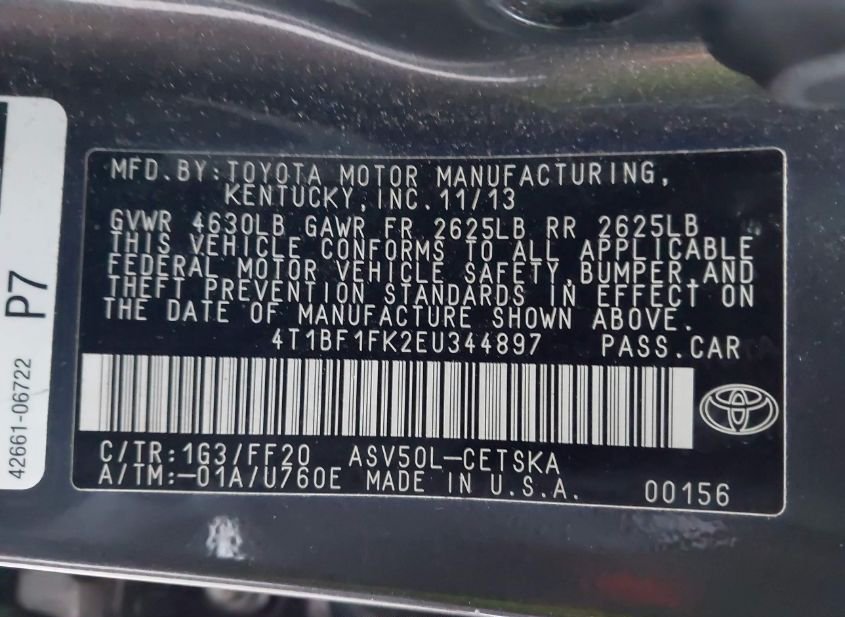 MFD.BY:TOYOTA MOTOR MANUFACTURING,
KENTUCKY,INC.11/13
GVWR 4630LB GAWR FR 2625LB RR 2625LB
THIS VEHICLE CONFORMS TO ALL APPLICABLE
FEDERAL MOTOR VEHICLE SAFETY,BUMPER,AND
THEFT PREVENTION STANDARDS IN EFFECT ON
THE DATE OF MANUFACTURE SHOWN ABOVE.
4T1BF1FK2EU344897 PASS.CAR
C/TR:1G3/FF20 ASV50L-CETSKA
A/TM:-01A/U760E MADE IN U.S.A. 00156
P7
42661-06722